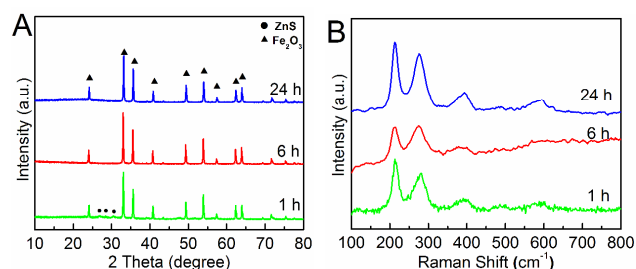 A
● ZnS
▲ Fe₂O₃
24 h
6 h
1 h
Intensity (a.u.)
10 20 30 40 50 60 70 80
2 Theta (degree)
B
24 h
6 h
1 h
Intensity (a.u.)
100 200 300 400 500 600 700 800
Raman Shift (cm⁻¹)